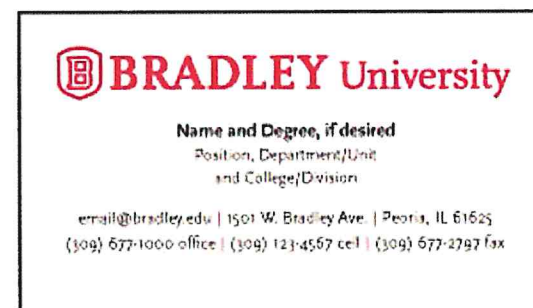 B BRADLEY University
Name and Degree, if desired
Position, Department/Unit
and College/Division
email@bradley.edu | 1501 W. Bradley Ave. | Peoria, IL 61625
(309) 677-1000 office | (309) 123-4567 cell | (309) 677-2797 fax